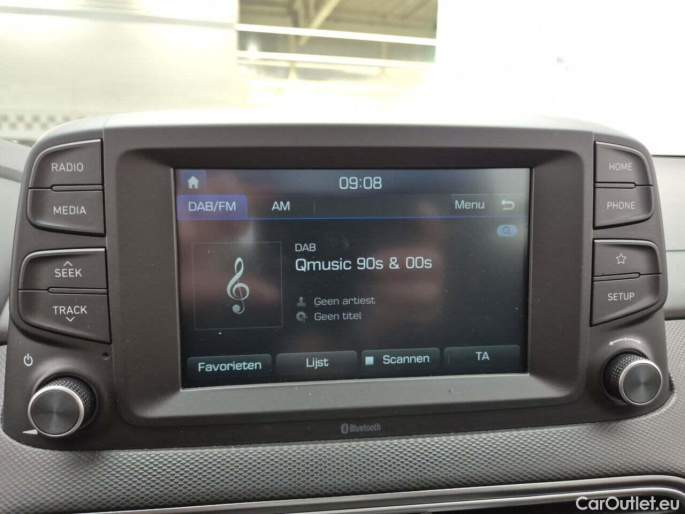 RADIO
MEDIA
SEEK
TRACK
09:08
DAB/FM
AM
Menu
DAB
Qmusic 90s & 00s
Geen artiest
Geen titel
Favorieten
Lijst
Scannen
TA
HOME
PHONE
SETUP
Bluetooth
CarOutlet.eu